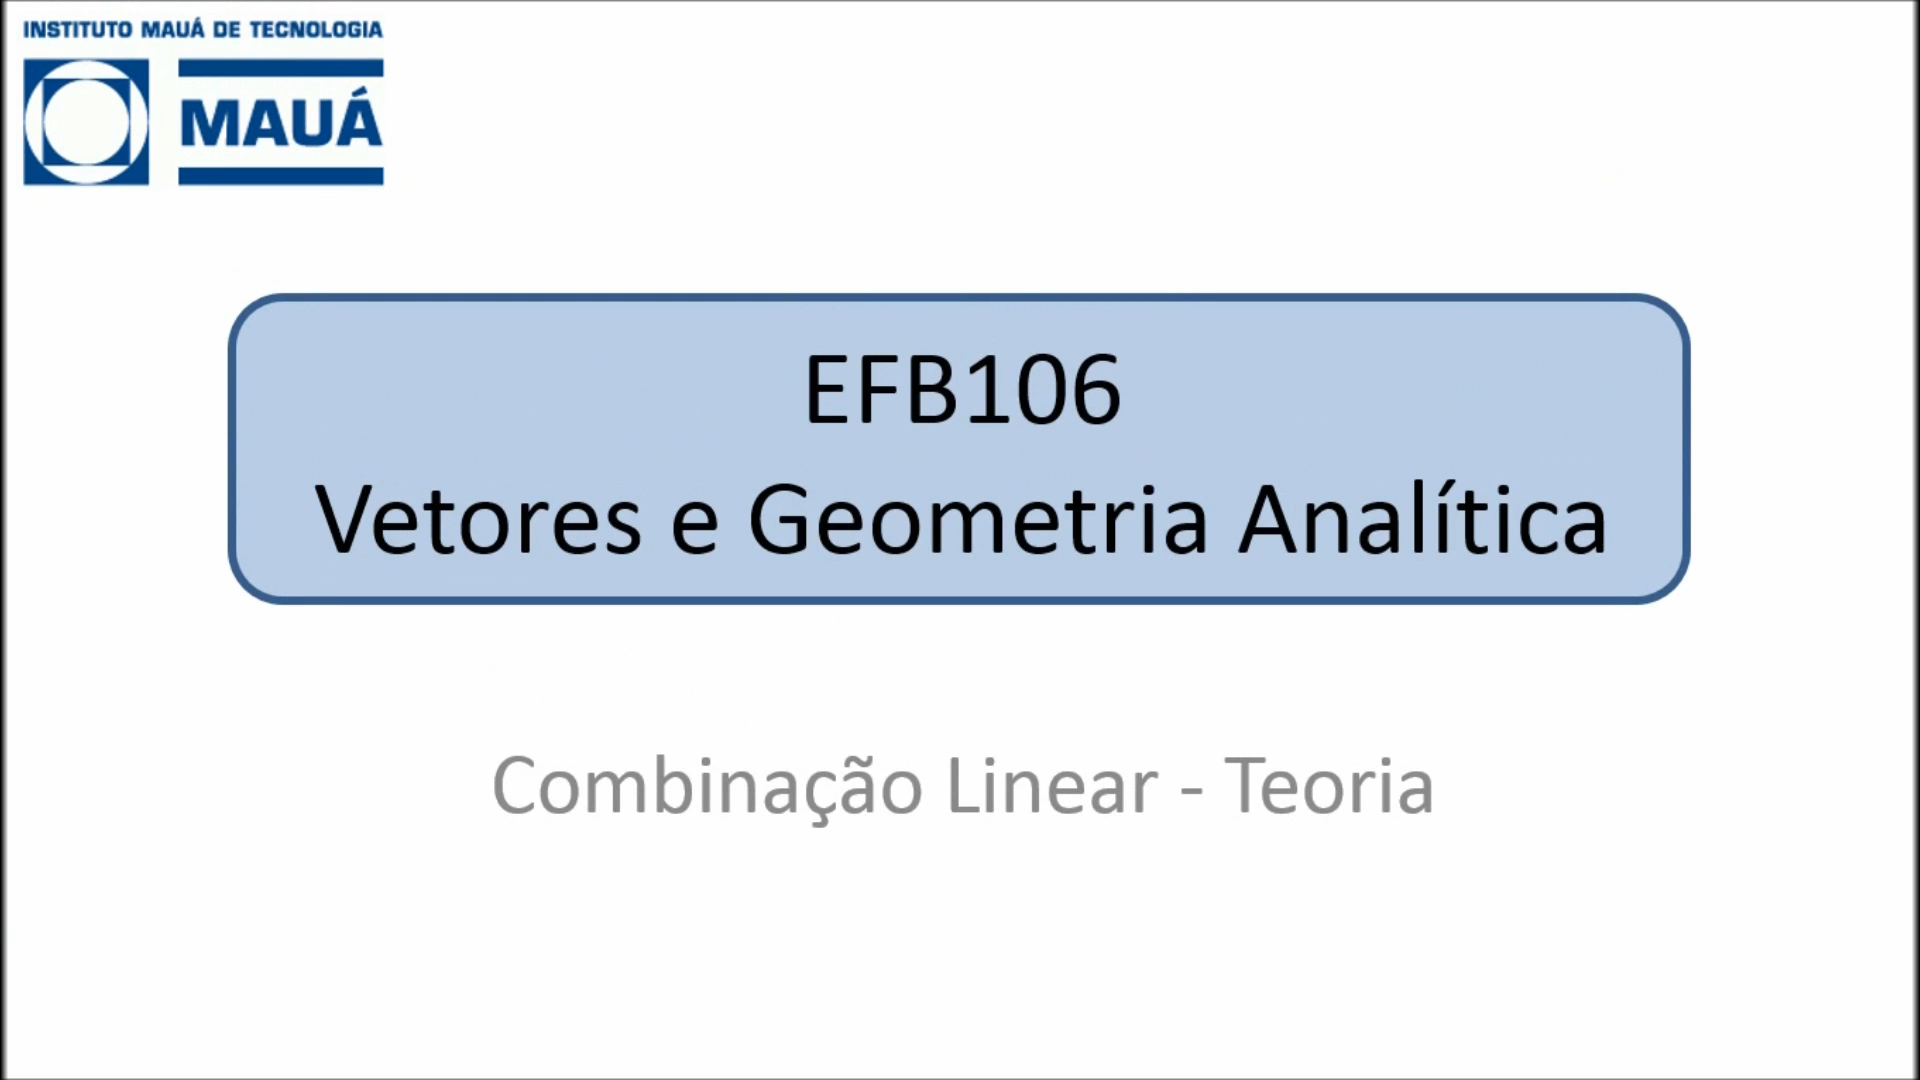 INSTITUTO MAUÁ DE TECNOLOGIA
MAUÁ
EFB106
Vetores e Geometria Analítica
Combinação Linear - Teoria